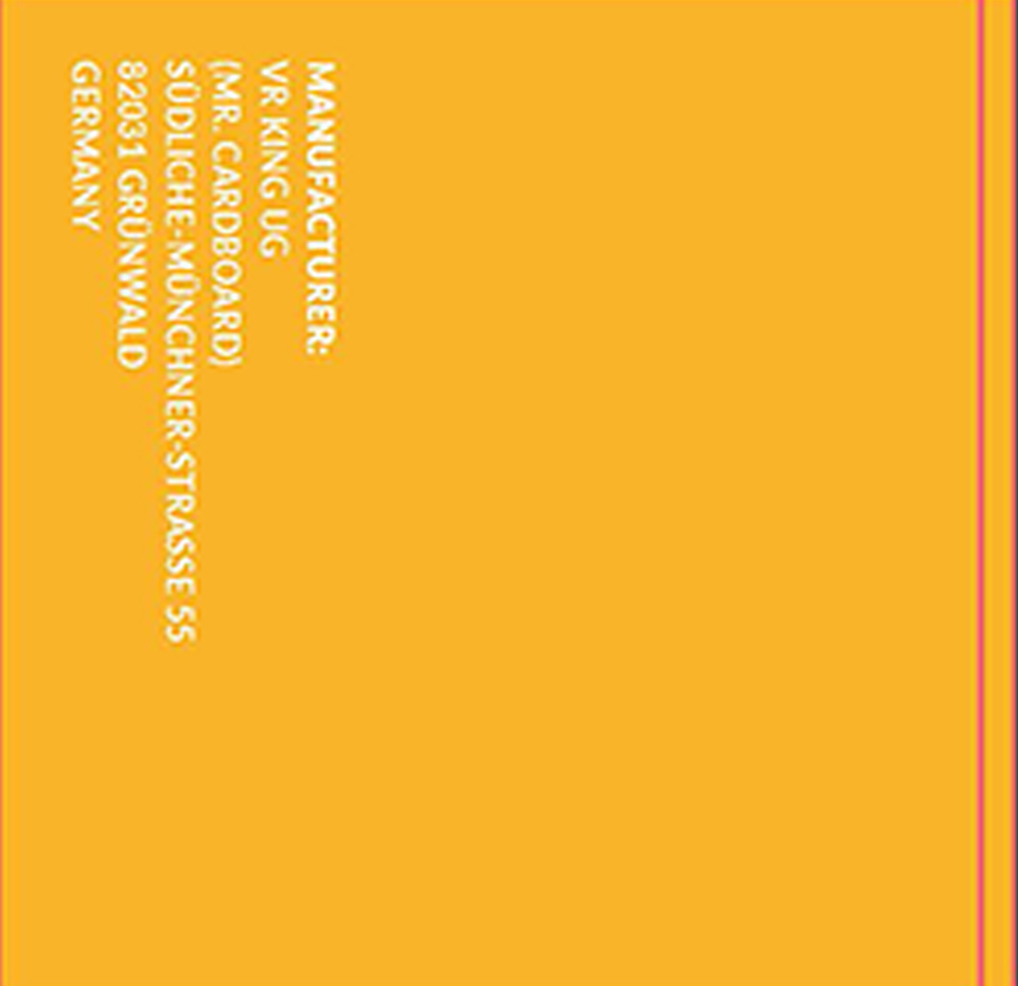 MANUFACTURER:
VR KING UG
(MR. CARDBOARD)
SÜDLICHE-MÜNCHNER-STRASSE 55
82031 GRÜNWALD
GERMANY